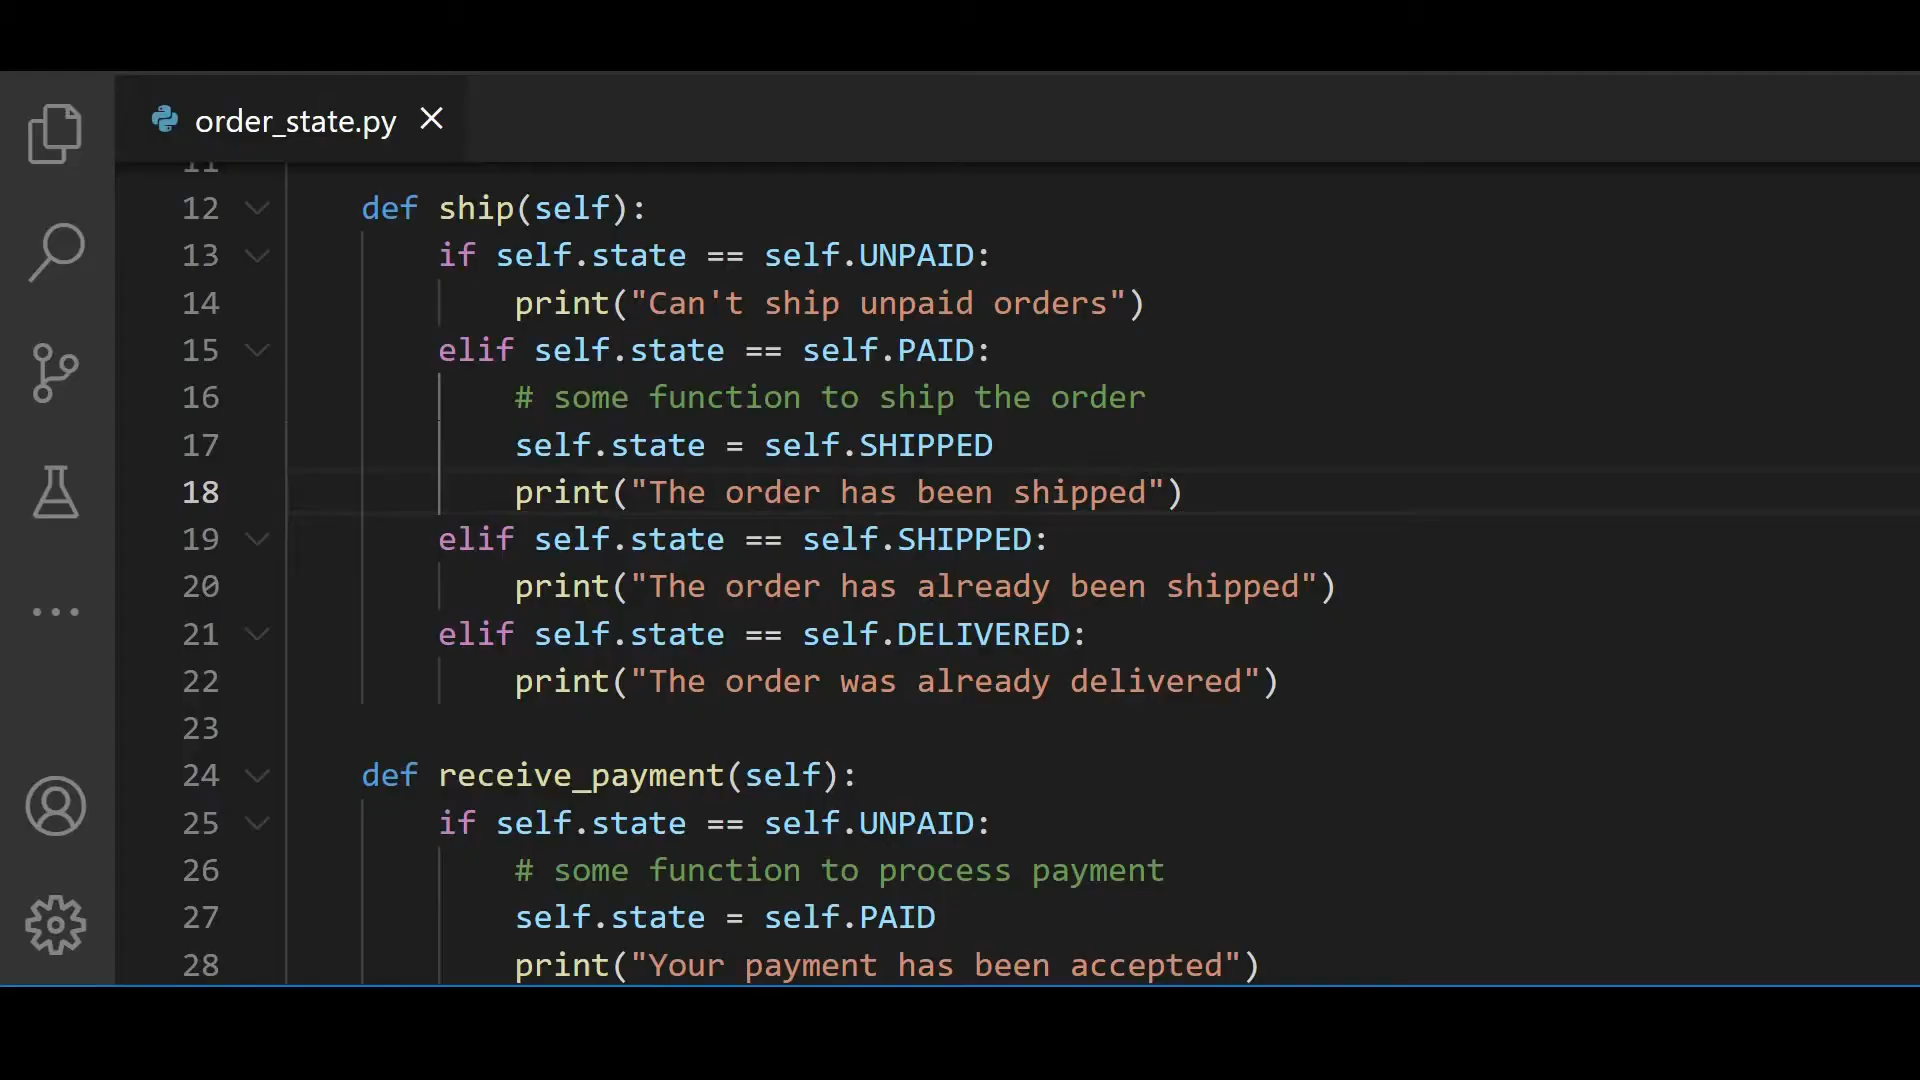 order_state.py
11
12 def ship(self):
13 if self.state == self.UNPAID:
14 print("Can't ship unpaid orders")
15 elif self.state == self.PAID:
16 # some function to ship the order
17 self.state = self.SHIPPED
18 print("The order has been shipped")
19 elif self.state == self.SHIPPED:
20 print("The order has already been shipped")
21 elif self.state == self.DELIVERED:
22 print("The order was already delivered")
23
24 def receive_payment(self):
25 if self.state == self.UNPAID:
26 # some function to process payment
27 self.state = self.PAID
28 print("Your payment has been accepted")